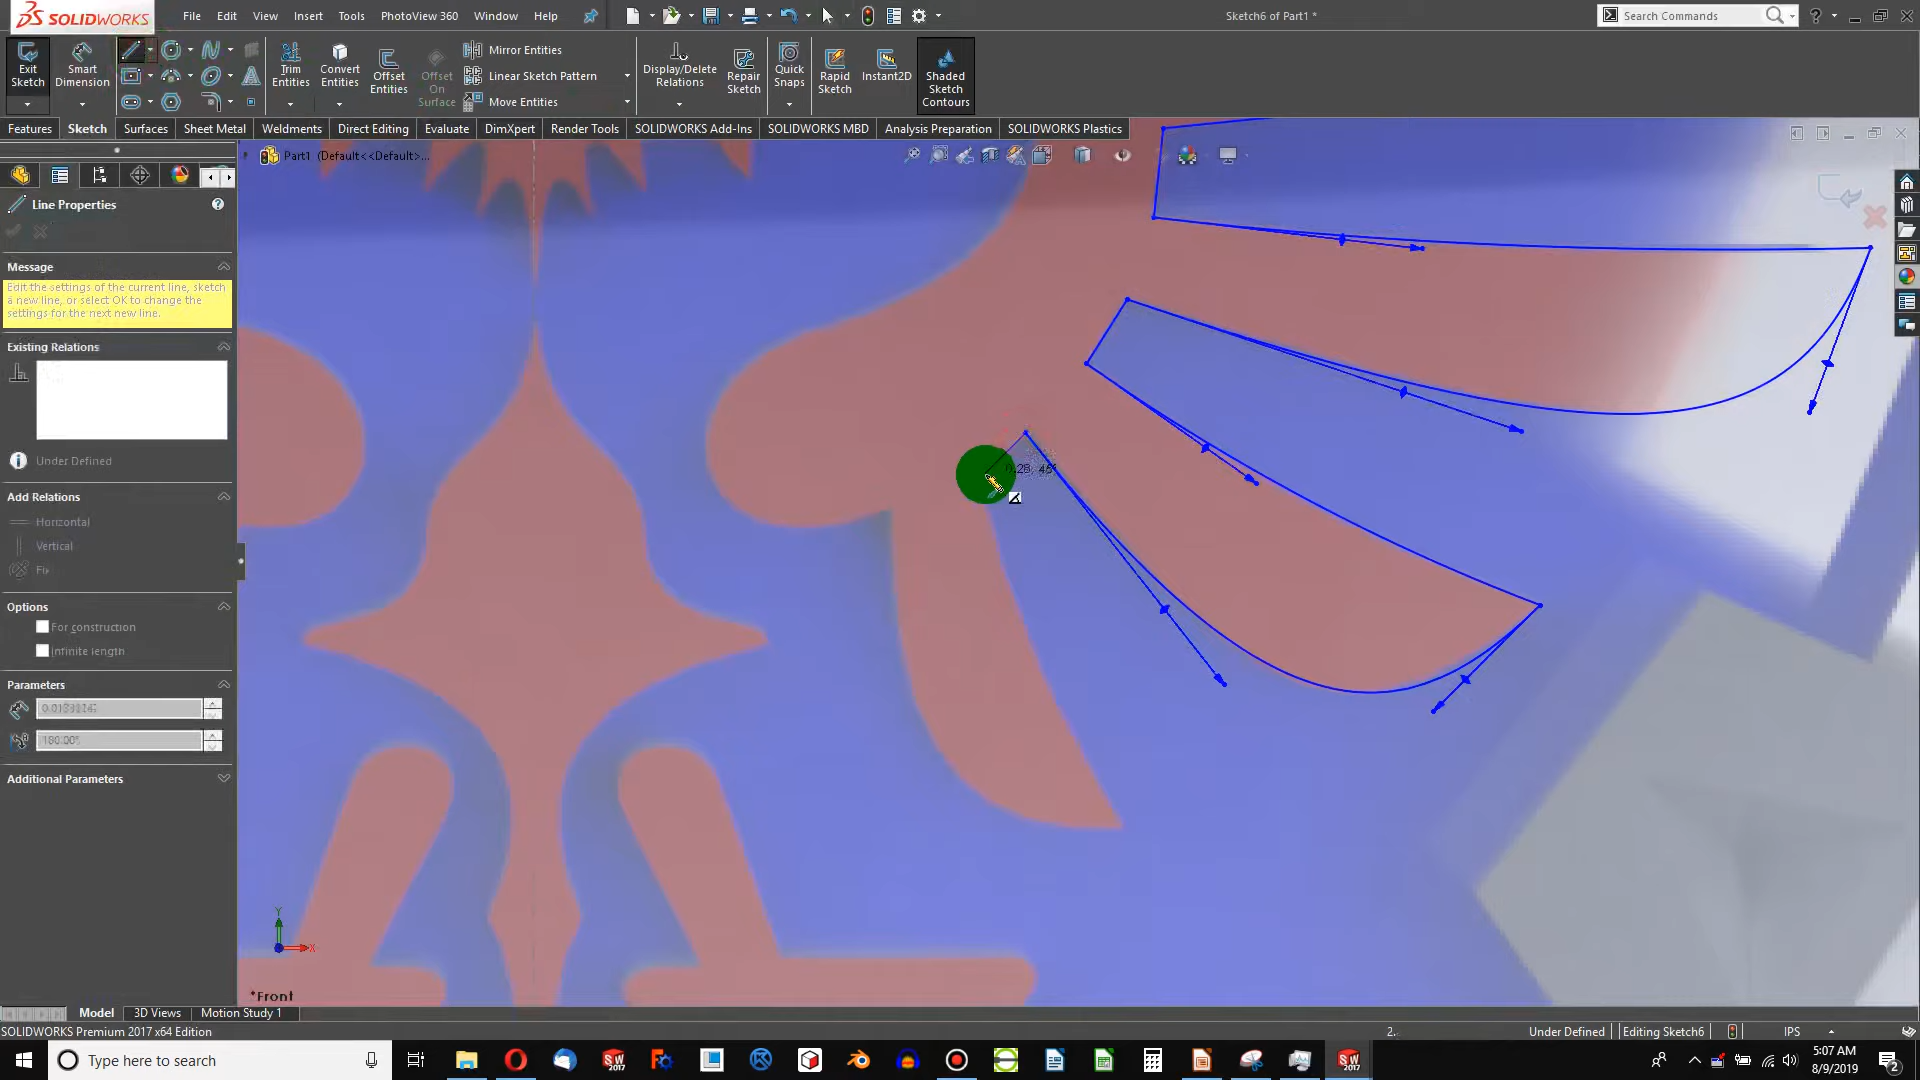 SOLIDWORKS
File Edit View Insert Tools PhotoView 360 Window Help
Sketch6 of Part1 *
Search Commands
Exit Sketch
Smart Dimension
Trim Entities
Convert Entities
Offset Entities
Offset On Surface
Mirror Entities
Linear Sketch Pattern
Move Entities
Display/Delete Relations
Repair Sketch
Quick Snaps
Rapid Sketch
Instant2D
Shaded Sketch Contours
Features Sketch Surfaces Sheet Metal Weldments Direct Editing Evaluate DimXpert Render Tools SOLIDWORKS Add-Ins SOLIDWORKS MBD Analysis Preparation SOLIDWORKS Plastics
Part1 (Default<<Default>...
Line Properties
Message
Edit the settings of the current line, sketch
a new line, or select OK to change the
settings for the next new line.
Existing Relations
Under Defined
Add Relations
Horizontal
Vertical
Fix
Options
For construction
Infinite length
Parameters
180.00°
Additional Parameters
Y
X
*Front
Model 3D Views Motion Study 1
SOLIDWORKS Premium 2017 x64 Edition
2.. Under Defined Editing Sketch6 IPS
Type here to search
5:07 AM
8/9/2019